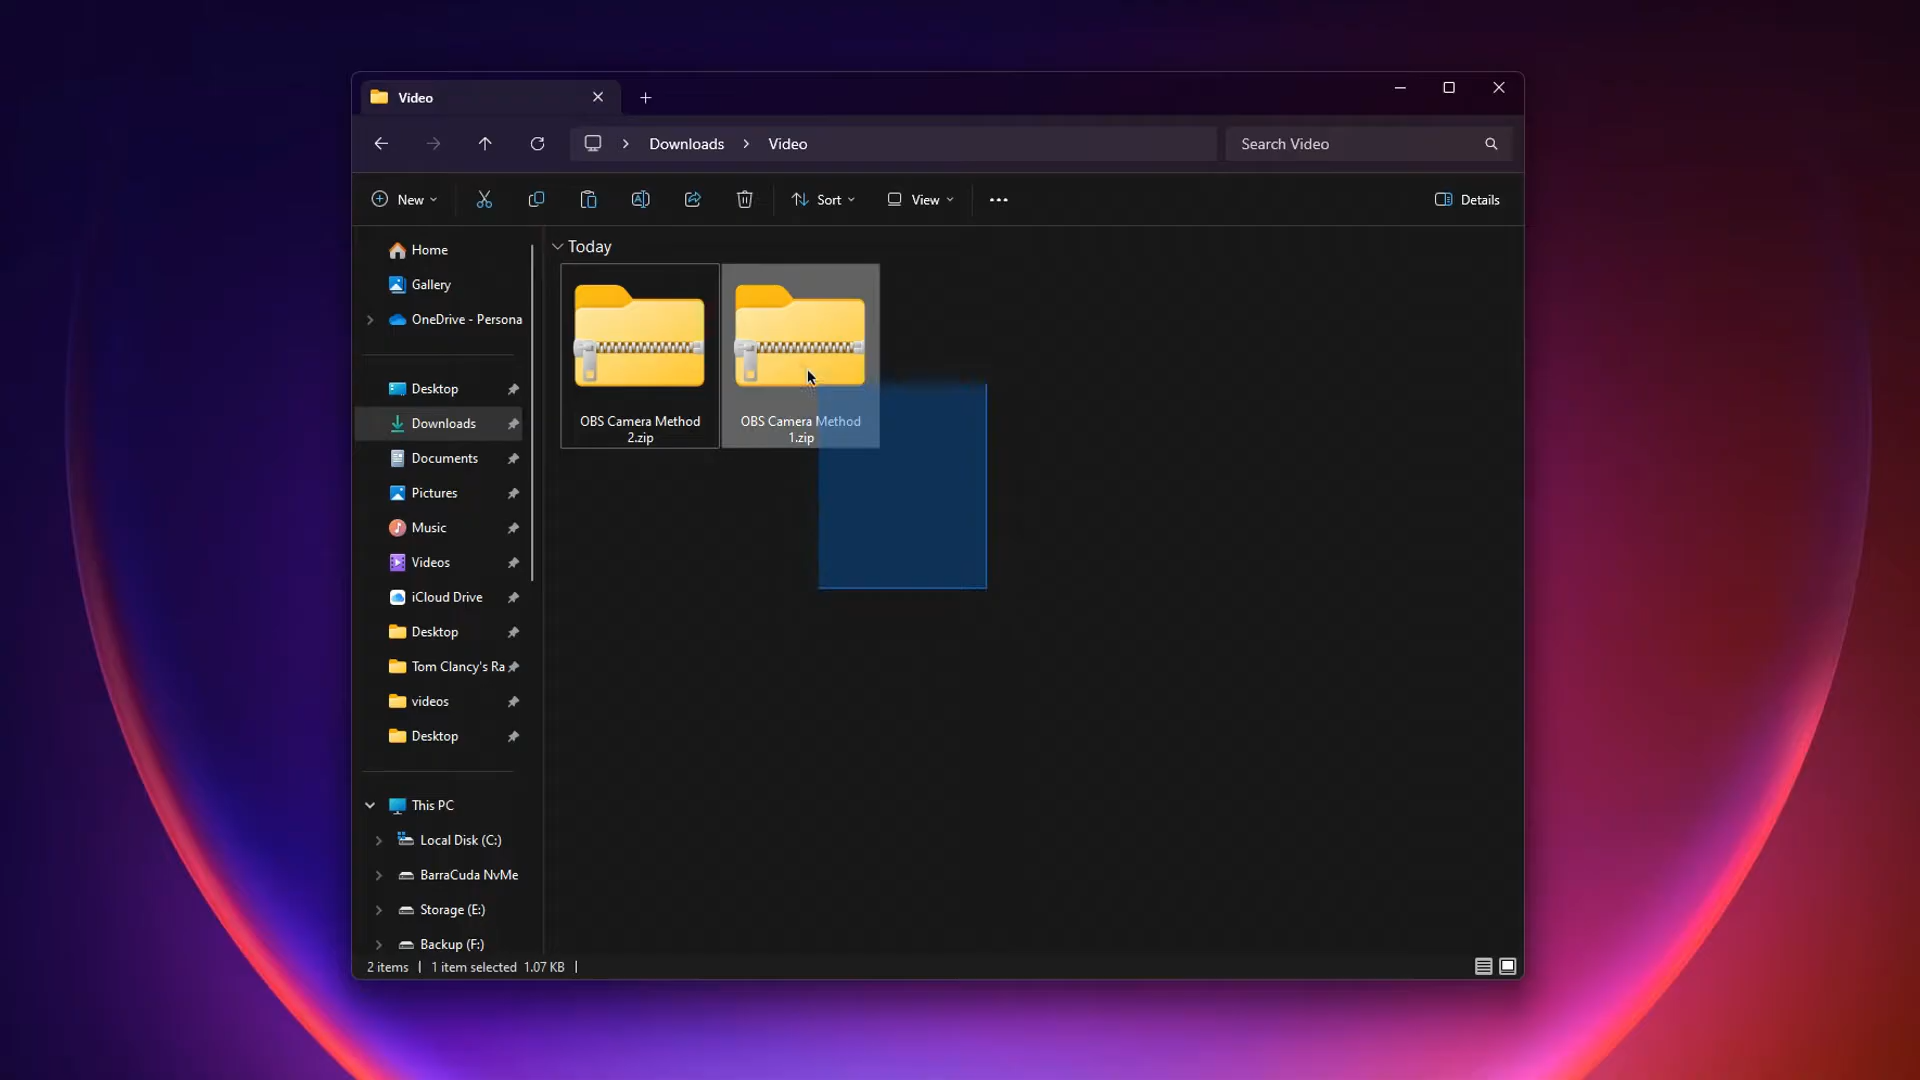 Video
Downloads
Video
Search Video
New
Sort
View
Details
Home
Gallery
OneDrive - Persona
Desktop
Downloads
Documents
Pictures
Music
Videos
iCloud Drive
Desktop
Tom Clancy's Ra
videos
Desktop
This PC
Local Disk (C:)
BarraCuda NvMe
Storage (E:)
Backup (F:)
Today
OBS Camera Method
2.zip
OBS Camera Method
1.zip
2 items
1 item selected 1.07 KB